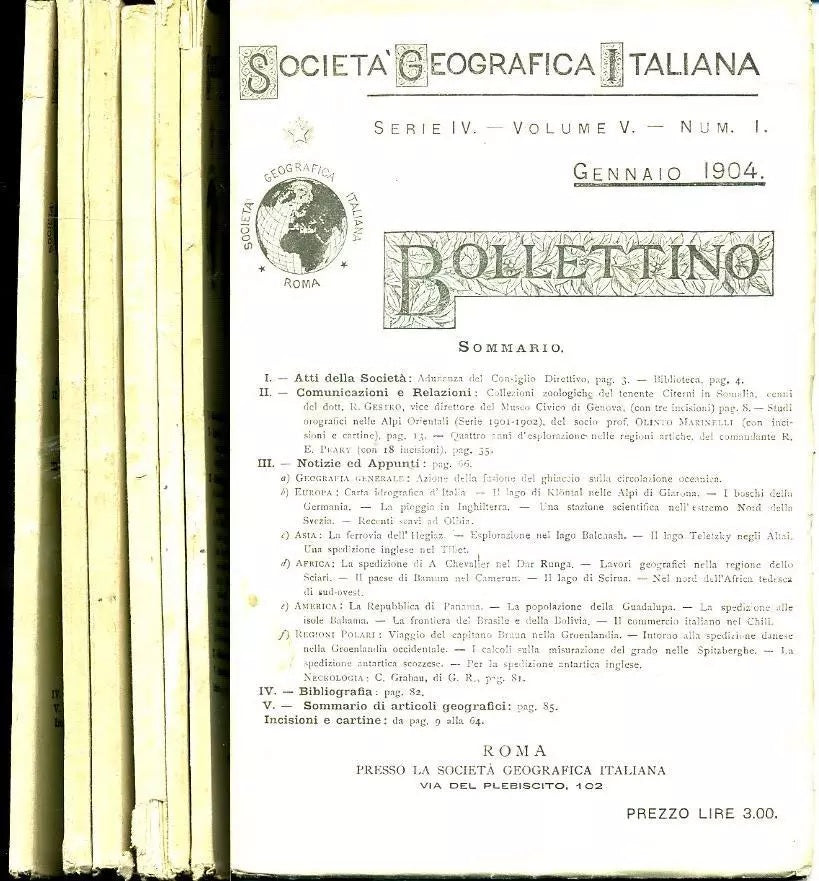 SOCIETÀ GEOGRAFICA ITALIANA
SERIE IV. — VOLUME V. — NUM. I.
GENNAIO 1904.
SOCIETÀ GEOGRAFICA ITALIANA
ROMA
BOLLETTINO
SOMMARIO.
I. — Atti della Società: Adunanza del Consiglio Direttivo, pag. 3. — Biblioteca, pag. 4.
II. — Comunicazioni e Relazioni: Collezioni zoologiche del tenente Citerni in Somalia, cenni
del dott. R. GESTRO, vice direttore del Museo Civico di Genova, (con tre incisioni) pag. 8. — Studi
orografici nelle Alpi Orientali (Serie 1901-1902), del socio prof. OLINTO MARINELLI (con inci-
sioni e cartine), pag. 13. — Quattro anni d'esplorazione nelle regioni artiche, del comandante R.
E. PEARY (con 18 incisioni), pag. 35.
III. — Notizie ed Appunti: pag. 66.
a) GEOGRAFIA GENERALE: Azione della fusione del ghiaccio sulla circolazione oceanica.
b) EUROPA: Carta idrografica d'Italia — Il lago di Klöntal nelle Alpi di Glarona. — I boschi della
Germania. — La pioggia in Inghilterra. — Una stazione scientifica nell'estremo Nord della
Svezia. — Recenti scavi ad Olbia.
c) ASIA: La ferrovia dell'Hegiaz. — Esplorazione nel lago Balcaash. — Il lago Teletzky negli Altai.
Una spedizione inglese nel Tibet.
d) AFRICA: La spedizione di A Chevalier nel Dar Runga. — Lavori geografici nella regione dello
Sciari. — Il paese di Bamum nel Camerun. — Il lago di Scirua. — Nel nord dell'Africa tedesca
di sud-ovest.
e) AMERICA: La Repubblica di Panama. — La popolazione della Guadalupa. — La spedizione alle
isole Bahama. — La frontiera del Brasile e della Bolivia. — Il commercio italiano nel Chilì.
f) REGIONI POLARI: Viaggio del capitano Bruun nella Groenlandia. — Intorno alla spedizione danese
nella Groenlandia occidentale. — I calcoli sulla misurazione del grado nelle Spitzberghe. — La
spedizione antartica scozzese. — Per la spedizione antartica inglese.
NECROLOGIA: C. Grabau, di G. R., pag. 81.
IV. — Bibliografia: pag. 82.
V. — Sommario di articoli geografici: pag. 85.
Incisioni e cartine: da pag. 9 alla 64.
ROMA
PRESSO LA SOCIETÀ GEOGRAFICA ITALIANA
VIA DEL PLEBISCITO, 102
PREZZO LIRE 3.00.